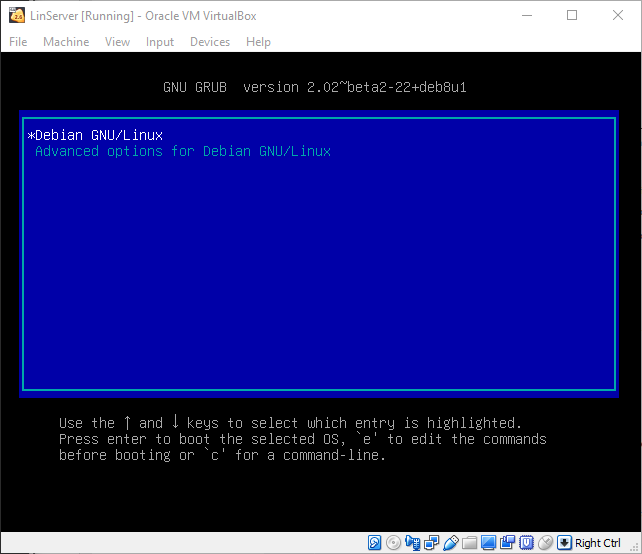 LinServer [Running] - Oracle VM VirtualBox
File Machine View Input Devices Help
GNU GRUB  version 2.02~beta2-22+deb8u1
*Debian GNU/Linux
Advanced options for Debian GNU/Linux
Use the ↑ and ↓ keys to select which entry is highlighted.
Press enter to boot the selected OS, `e' to edit the commands
before booting or `c' for a command-line.
Right Ctrl